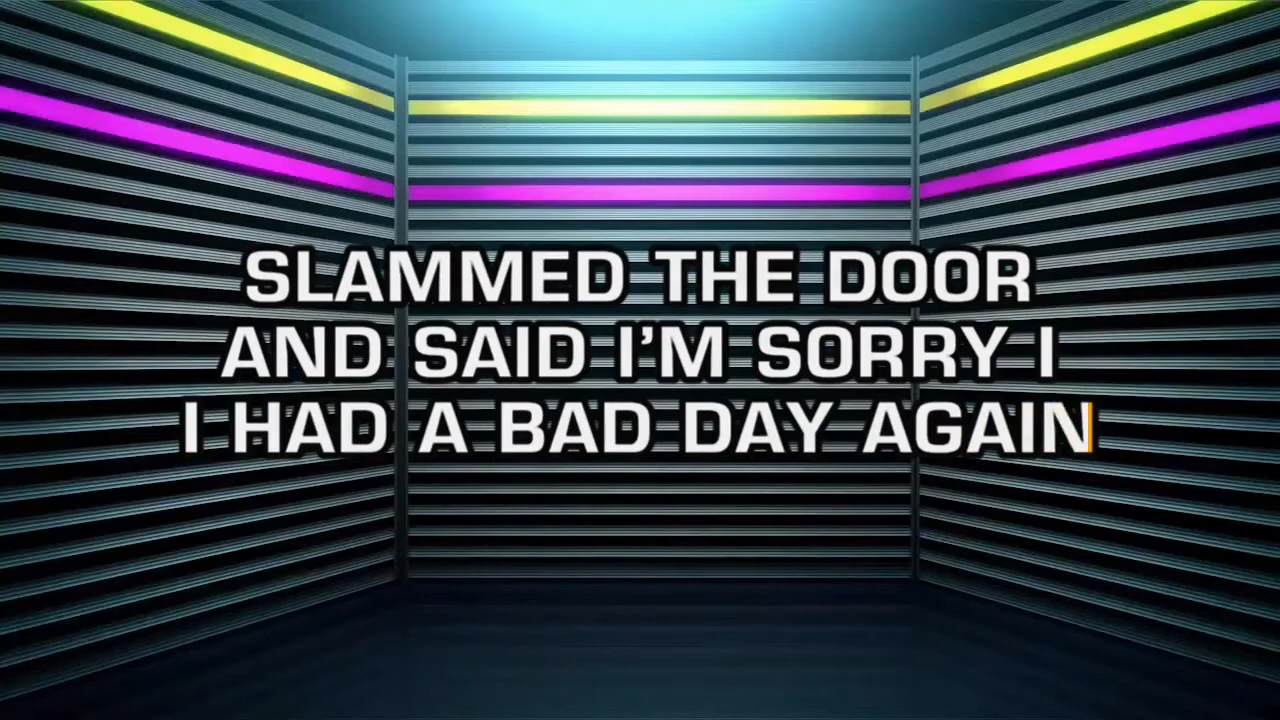 SLAMMED THE DOOR
AND SAID I'M SORRY I
I HAD A BAD DAY AGAIN